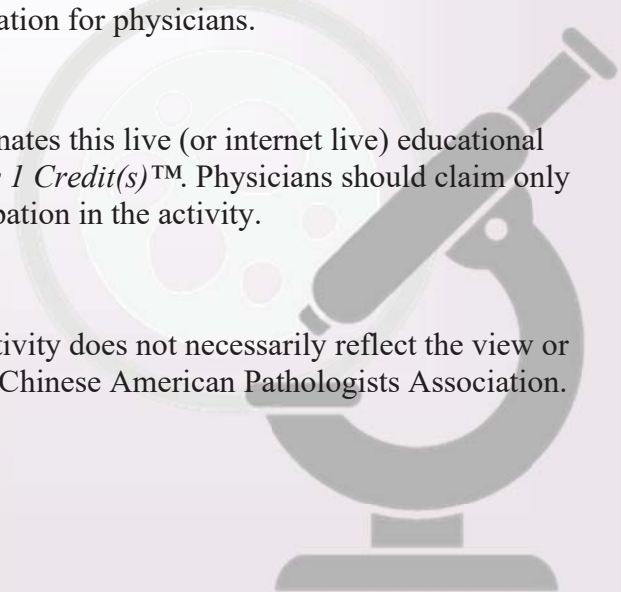 ation for physicians.
nates this live (or internet live) educational
1 Credit(s)™. Physicians should claim only
pation in the activity.
tivity does not necessarily reflect the view or
Chinese American Pathologists Association.